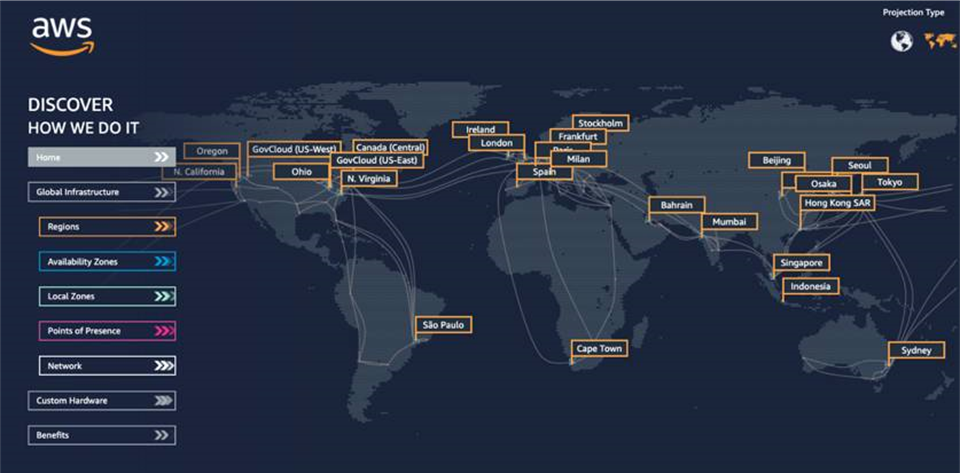 Projection Type
aws
DISCOVER
HOW WE DO IT
Home
Global Infrastructure
Regions
Availability Zones
Local Zones
Points of Presence
Network
Custom Hardware
Benefits
Oregon
N. California
GovCloud (US-West)
Canada (Central)
GovCloud (US-East)
Ohio
N. Virginia
São Paulo
Ireland
London
Stockholm
Frankfurt
Milan
Spain
Cape Town
Bahrain
Mumbai
Beijing
Seoul
Osaka
Tokyo
Hong Kong SAR
Singapore
Indonesia
Sydney